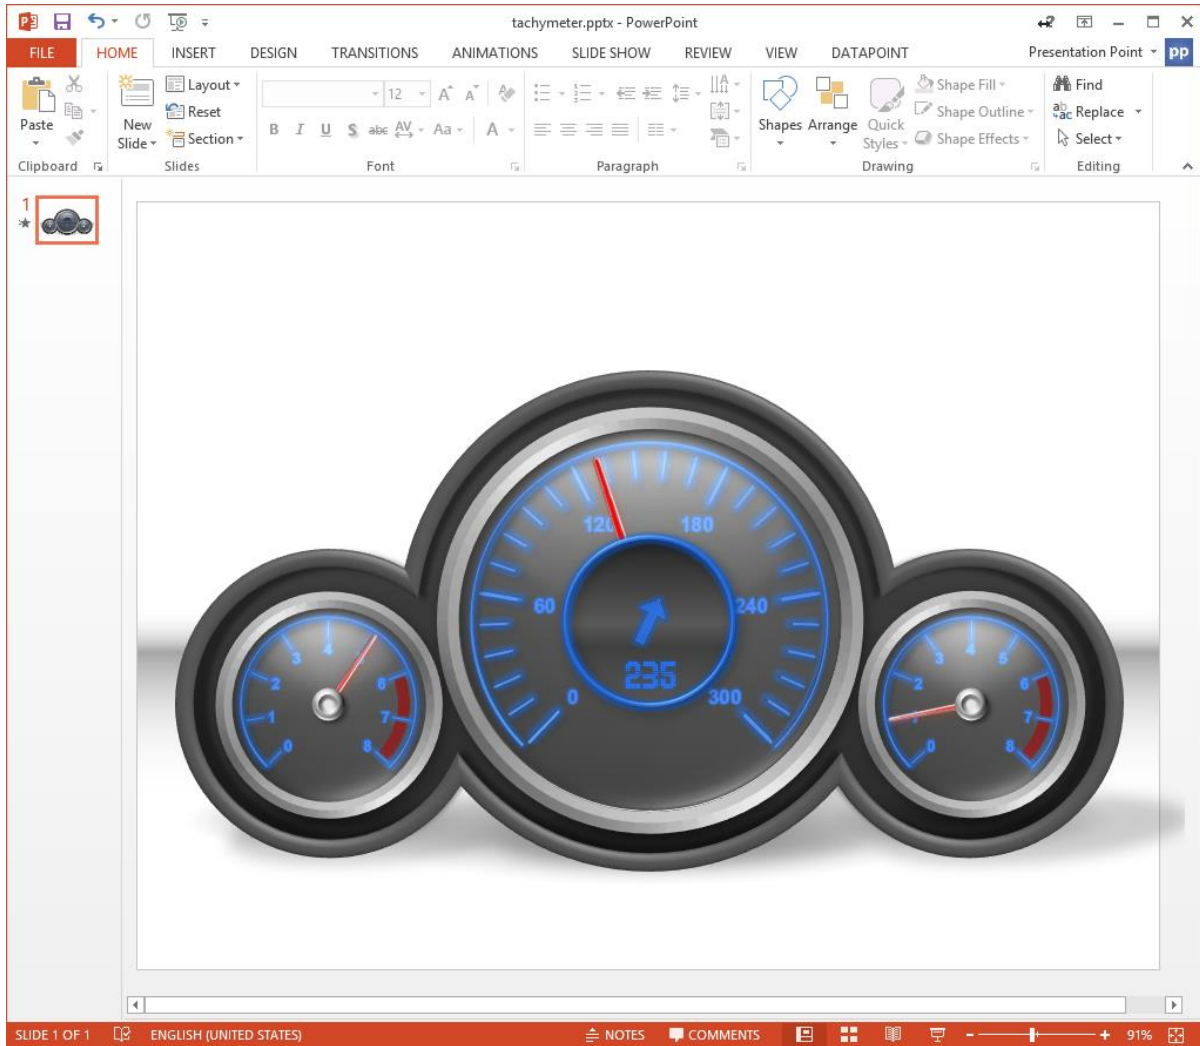 tachymeter.pptx - PowerPoint
FILE HOME INSERT DESIGN TRANSITIONS ANIMATIONS SLIDE SHOW REVIEW VIEW DATAPOINT Presentation Point pp
Paste
New Slide
Layout
Reset
Section
12
B I U S abc AV Aa A
Shapes Arrange Quick Styles
Shape Fill
Shape Outline
Shape Effects
Find
Replace
Select
Clipboard Slides Font Paragraph Drawing Editing
1
120 180
60 240
0 300
235
0 1 2 3 4 6 7 8
0 2 3 4 5 6 7 8
SLIDE 1 OF 1 ENGLISH (UNITED STATES) NOTES COMMENTS 91%